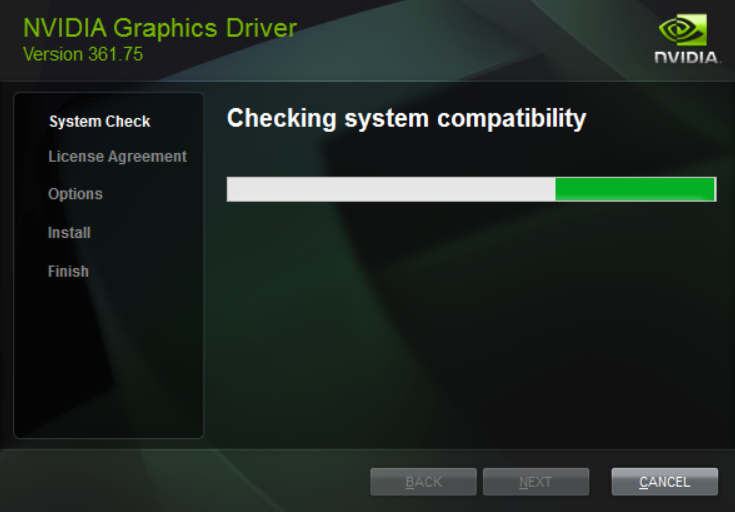 NVIDIA Graphics Driver
Version 361.75
NVIDIA.
System Check
License Agreement
Options
Install
Finish
Checking system compatibility
BACK
NEXT
CANCEL